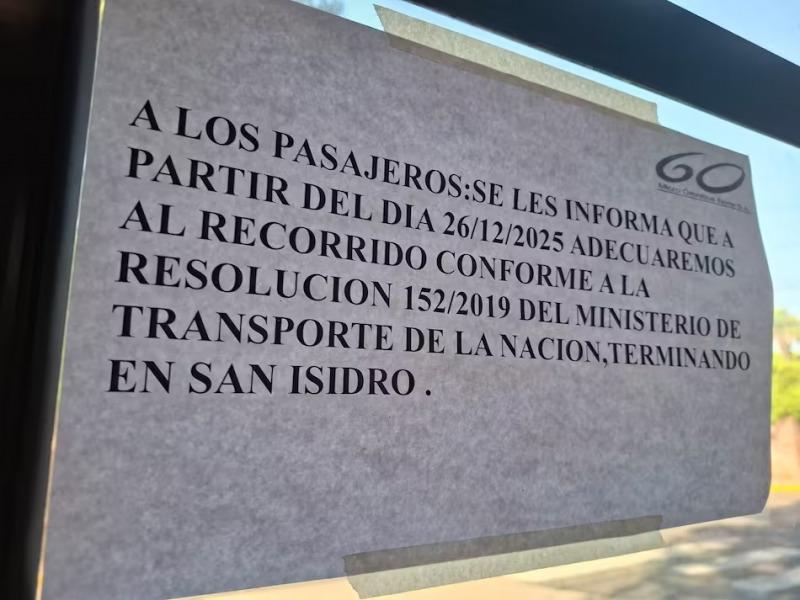 60
A LOS PASAJEROS:SE LES INFORMA QUE A
PARTIR DEL DIA 26/12/2025 ADECUAREMOS
AL RECORRIDO CONFORME A LA
RESOLUCION 152/2019 DEL MINISTERIO DE
TRANSPORTE DE LA NACION,TERMINANDO
EN SAN ISIDRO .